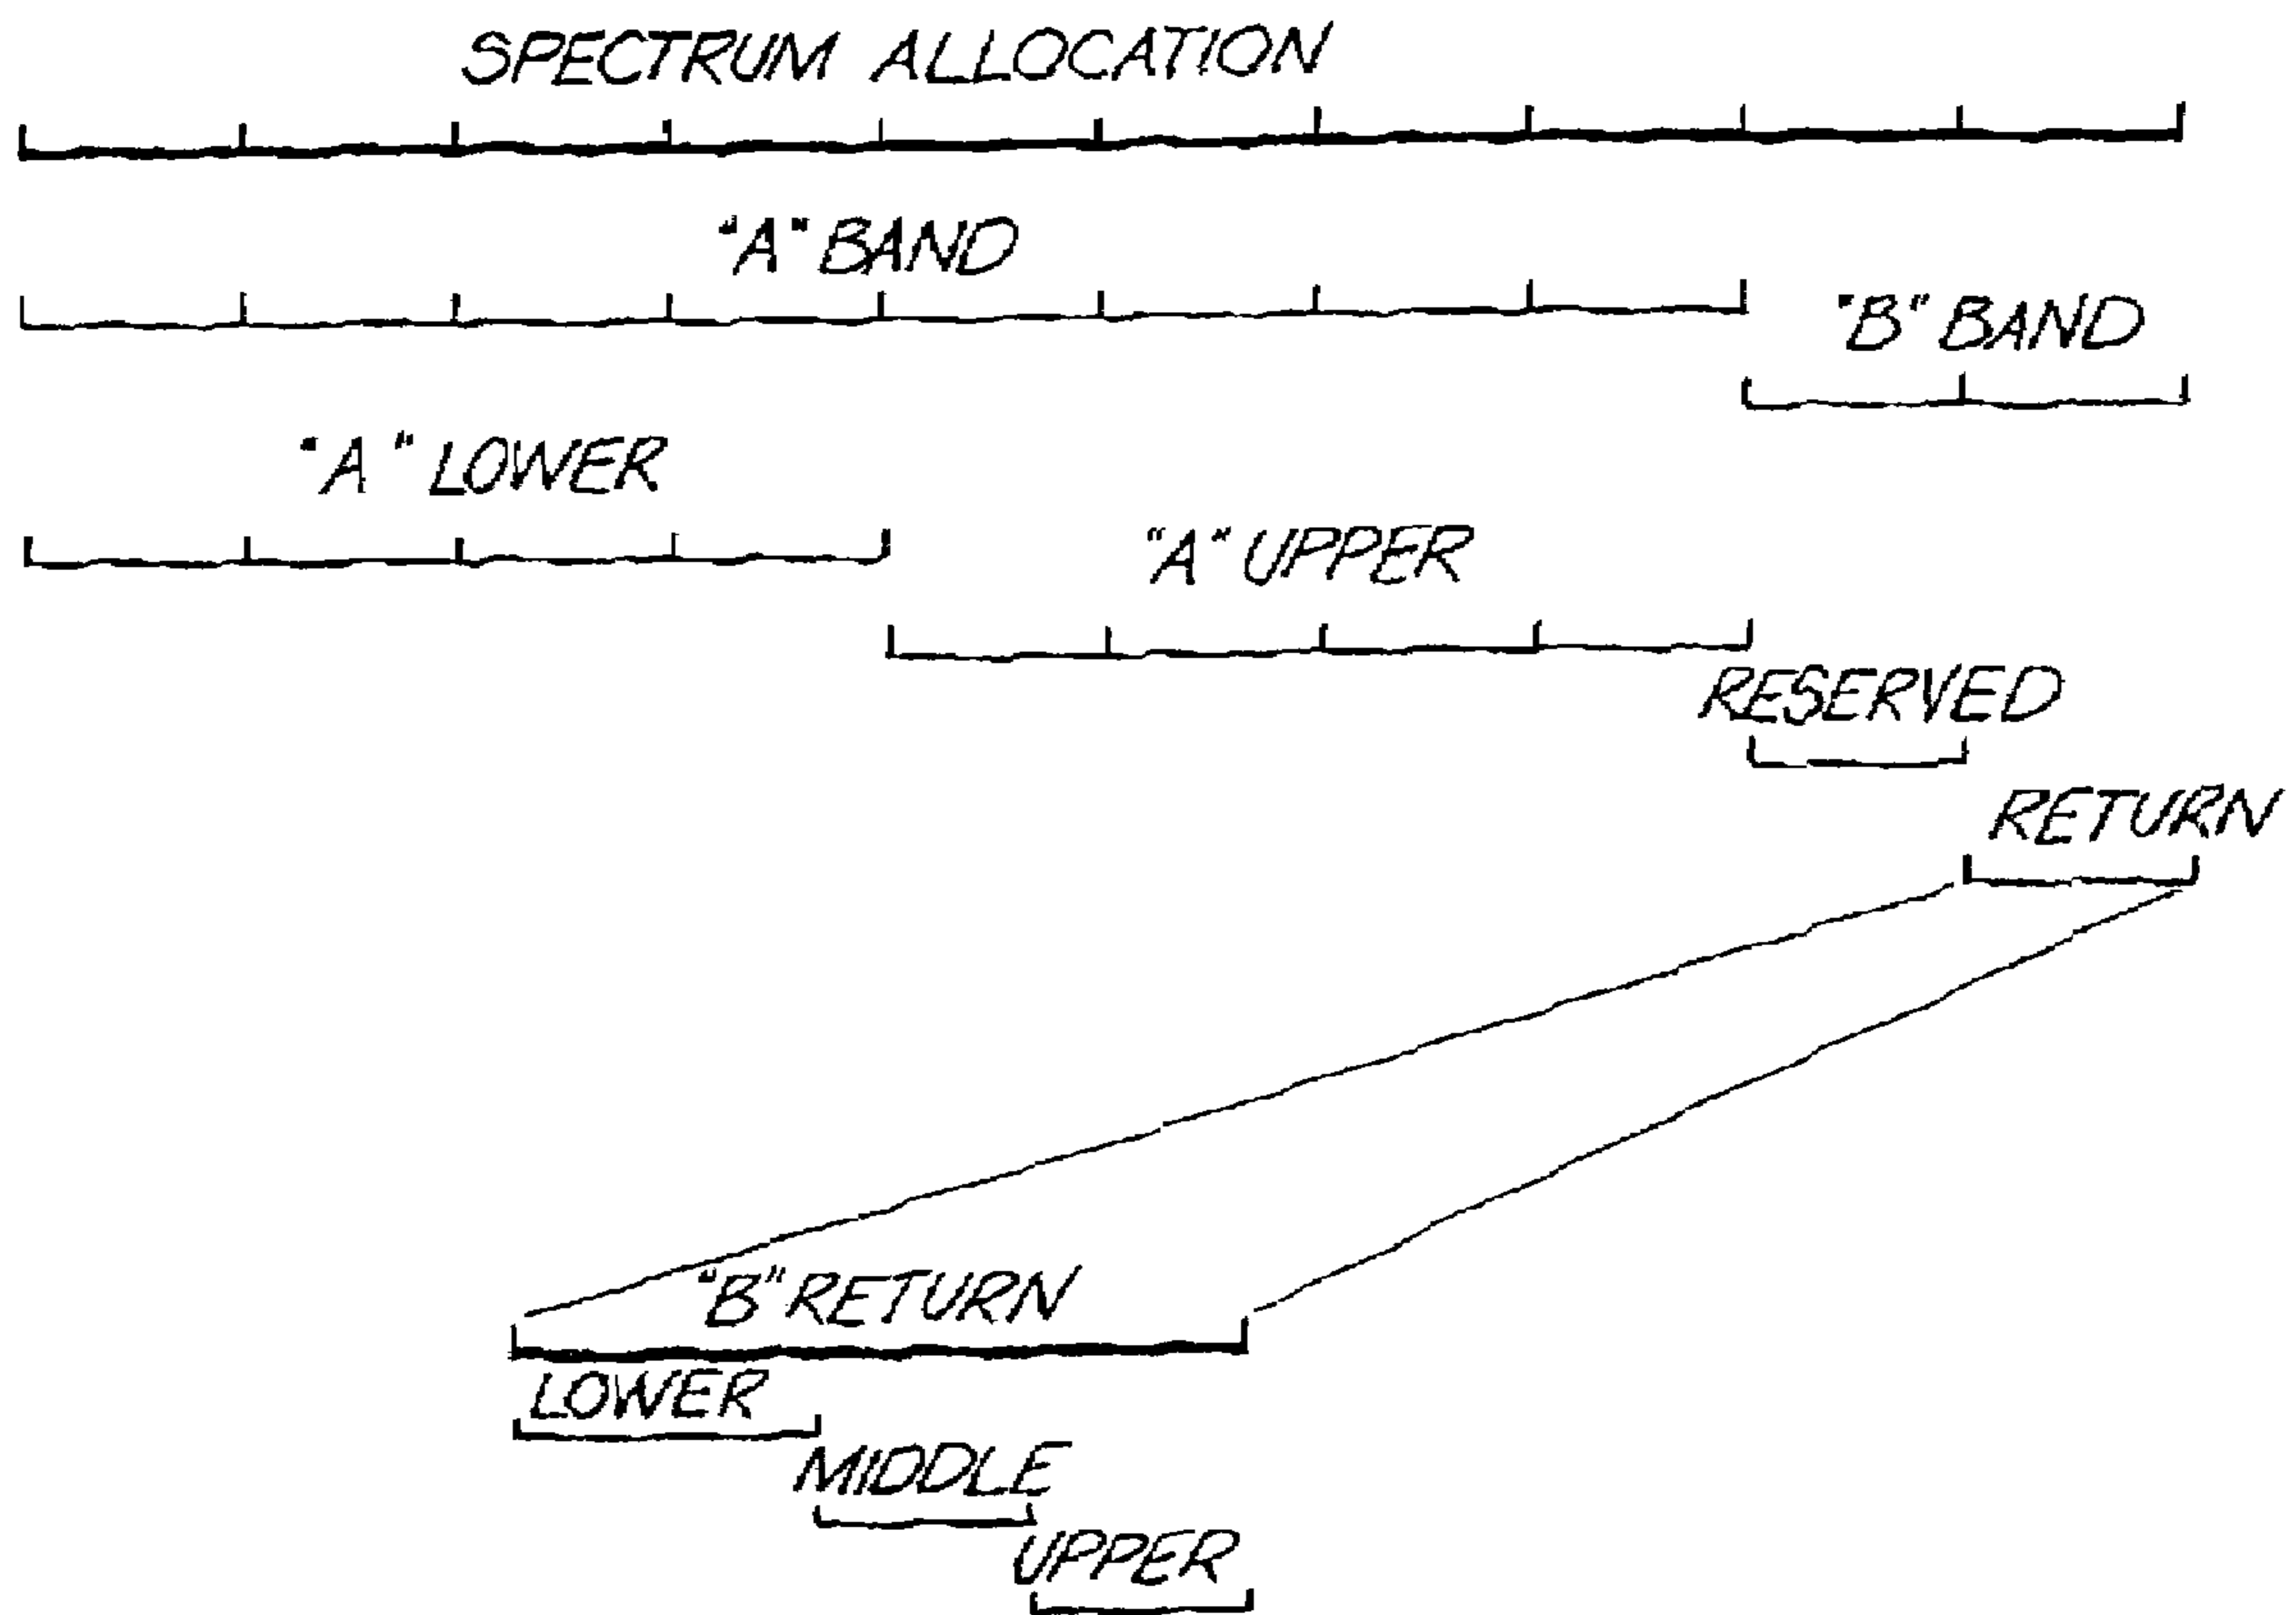 SPECTRUM ALLOCATION
"A" BAND
"B" BAND
"A" LOWER
"A" UPPER
RESERVED
RETURN
"B" RETURN
LOWER
MIDDLE
UPPER